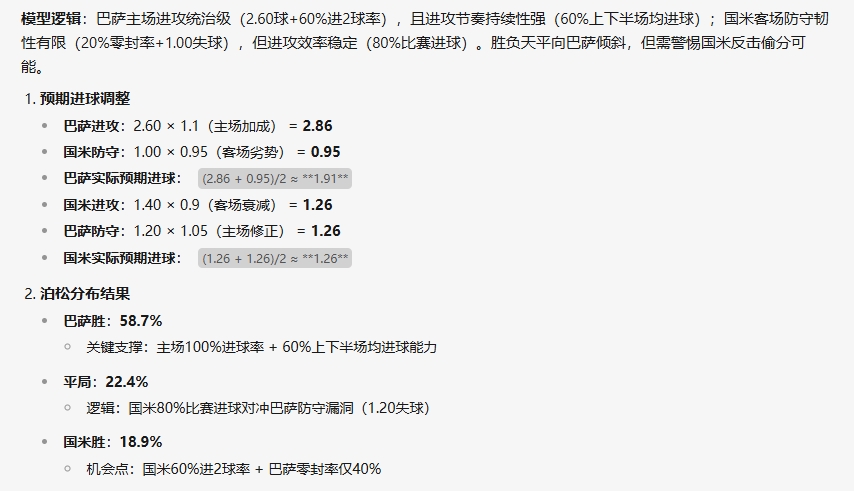 模型逻辑：巴萨主场进攻统治级（2.60球+60%进2球率），且进攻节奏持续性强（60%上下半场均进球）；国米客场防守韧
性有限（20%零封率+1.00失球），但进攻效率稳定（80%比赛进球）。胜负天平向巴萨倾斜，但需警惕国米反击偷分可
能。
1. 预期进球调整
• 巴萨进攻：2.60 × 1.1（主场加成） = 2.86
• 国米防守：1.00 × 0.95（客场劣势） = 0.95
• 巴萨实际预期进球： (2.86 + 0.95)/2 ≈ **1.91**
• 国米进攻：1.40 × 0.9（客场衰减） = 1.26
• 巴萨防守：1.20 × 1.05（主场修正） = 1.26
• 国米实际预期进球： (1.26 + 1.26)/2 ≈ **1.26**
2. 泊松分布结果
• 巴萨胜：58.7%
○ 关键支撑：主场100%进球率 + 60%上下半场均进球能力
• 平局：22.4%
○ 逻辑：国米80%比赛进球对冲巴萨防守漏洞（1.20失球）
• 国米胜：18.9%
○ 机会点：国米60%进2球率 + 巴萨零封率仅40%